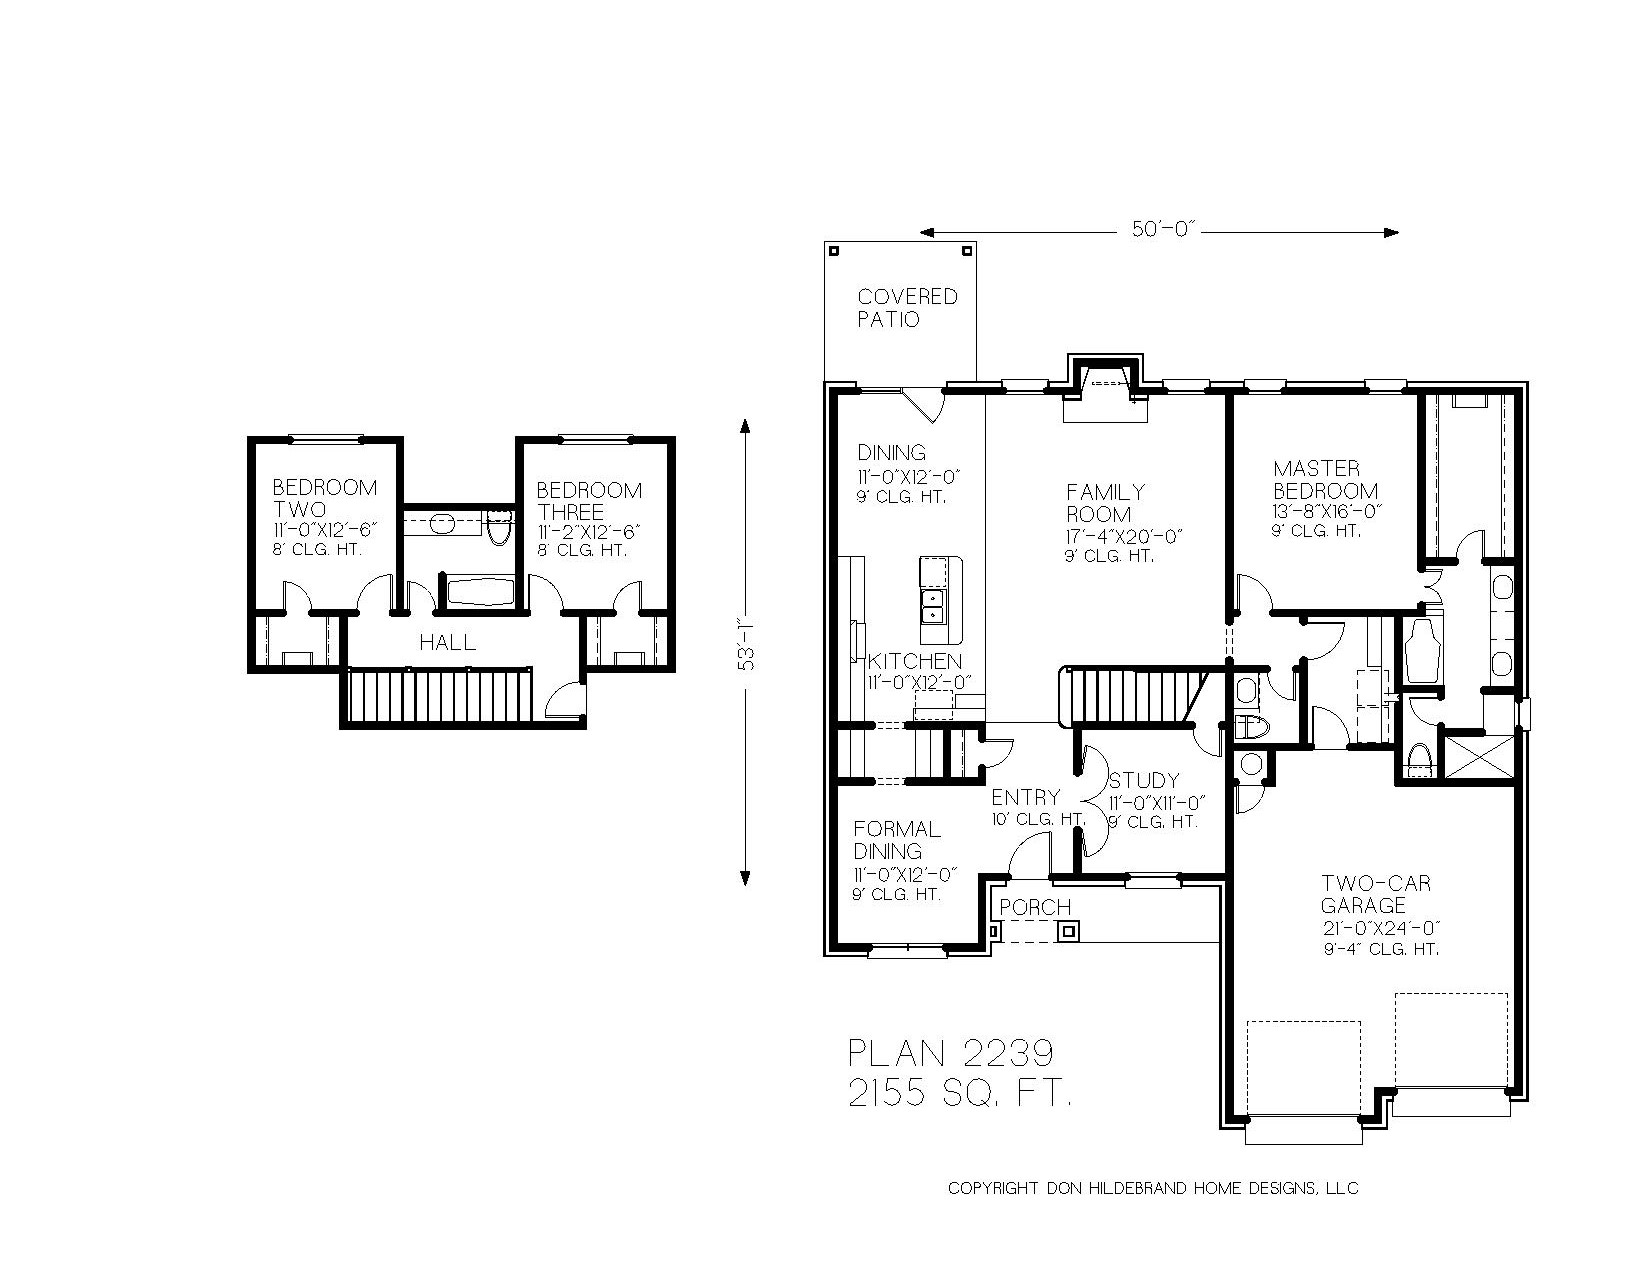 50'-0"
COVERED
PATIO
BEDROOM
TWO
11'-0"X12'-6"
8' CLG. HT.
BEDROOM
THREE
11'-2"X12'-6"
8' CLG. HT.
HALL
53'-1"
DINING
11'-0"X12'-0"
9' CLG. HT.
FAMILY
ROOM
17'-4"X20'-0"
9' CLG. HT.
MASTER
BEDROOM
13'-8"X16'-0"
9' CLG. HT.
KITCHEN
11'-0"X12'-0"
ENTRY
10' CLG. HT.
STUDY
11'-0"X11'-0"
9' CLG. HT.
FORMAL
DINING
11'-0"X12'-0"
9' CLG. HT.
PORCH
TWO-CAR
GARAGE
21'-0"X24'-0"
9'-4" CLG. HT.
PLAN 2239
2155 SQ. FT.
COPYRIGHT DON HILDEBRAND HOME DESIGNS, LLC